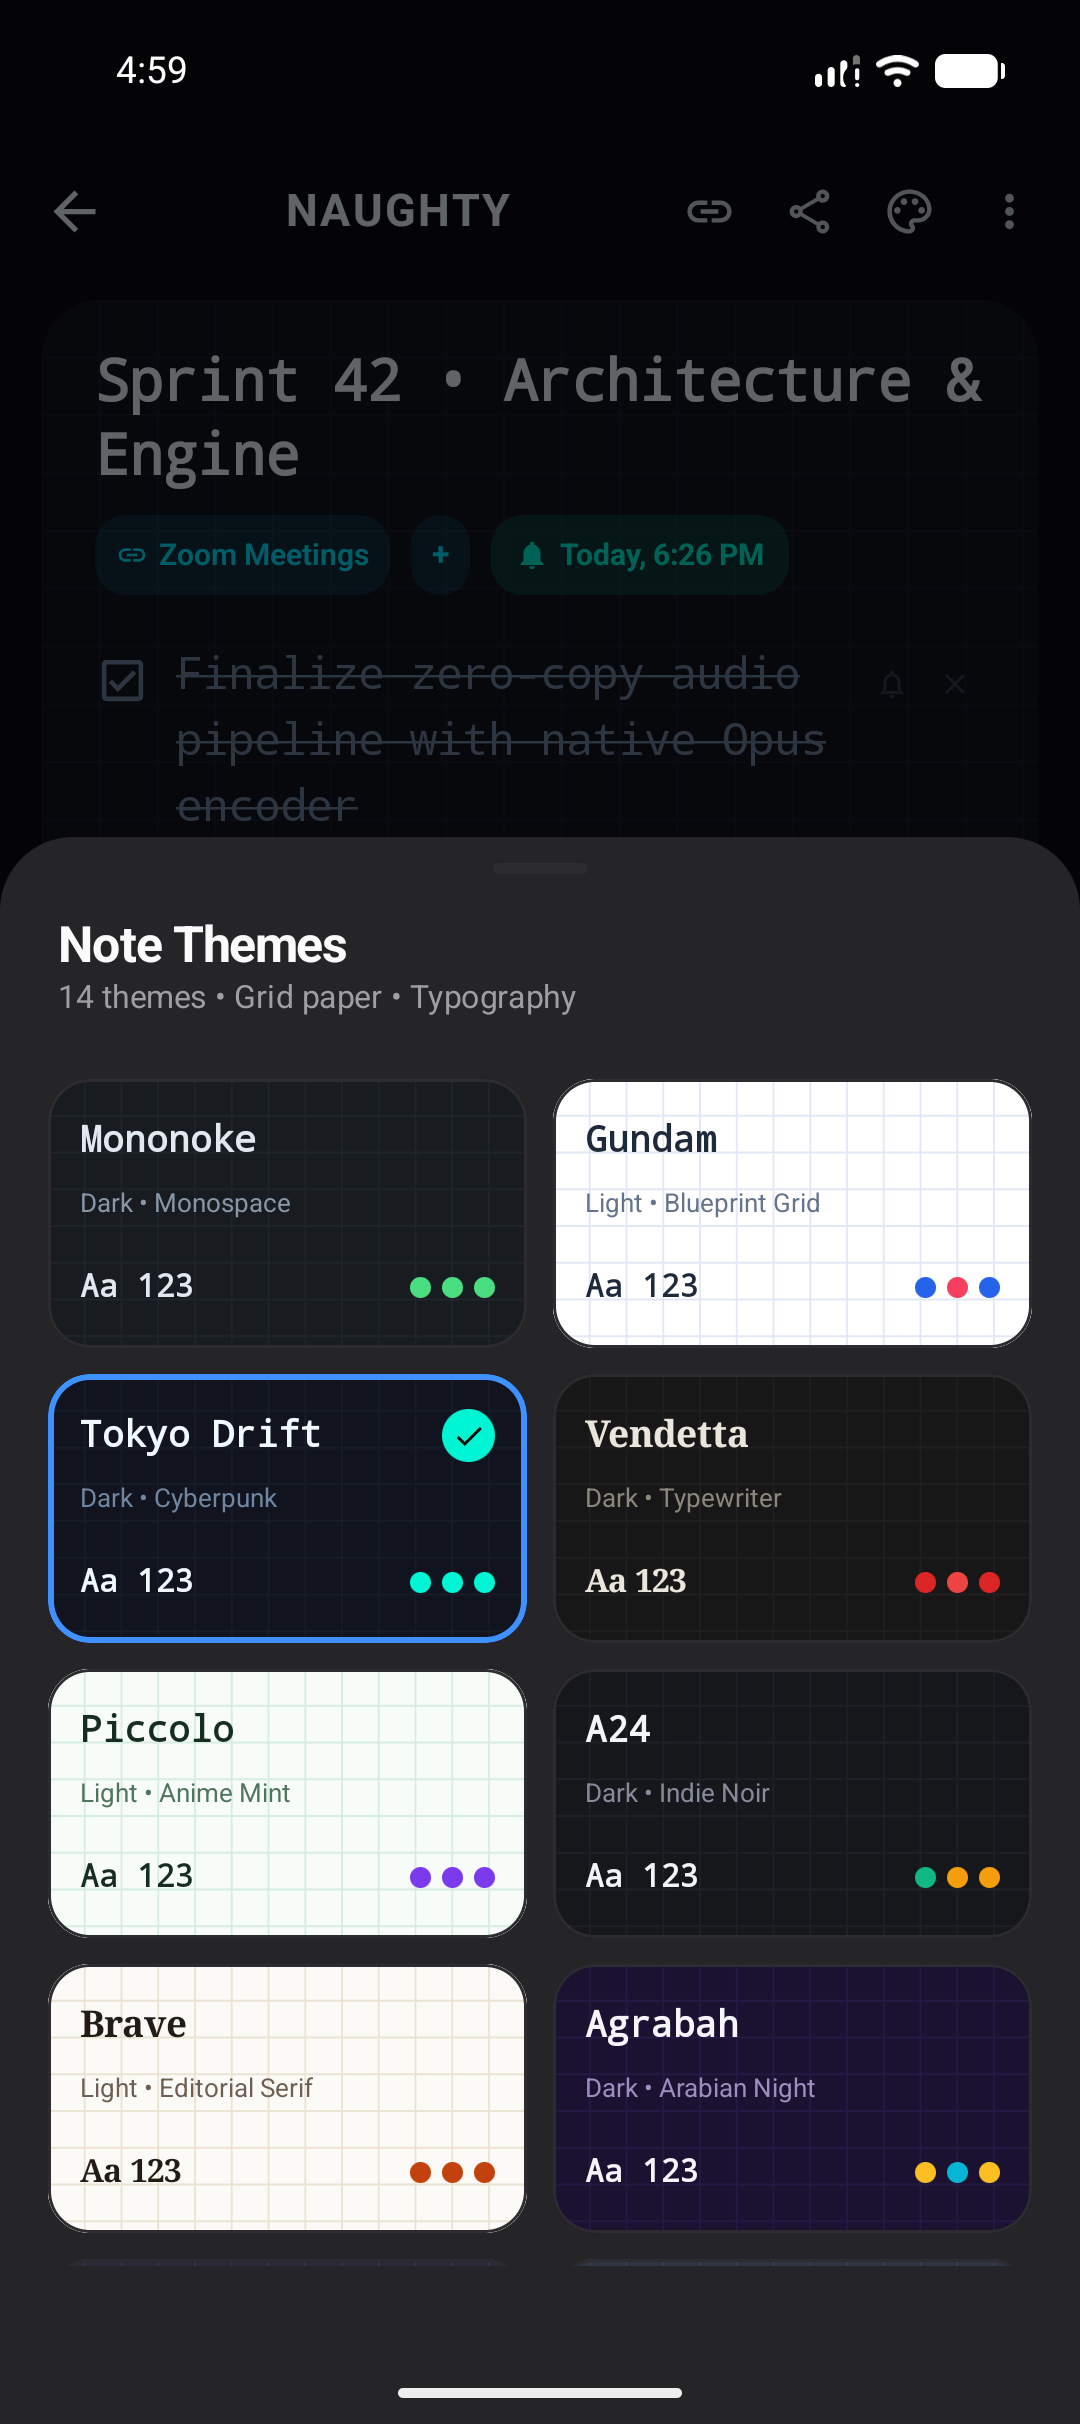 4:59
NAUGHTY
Sprint 42 • Architecture &
Engine
Zoom Meetings
+
Today, 6:26 PM
Finalize zero-copy audio
pipeline with native Opus
encoder
Note Themes
14 themes • Grid paper • Typography
Mononoke
Dark • Monospace
Aa 123
Gundam
Light • Blueprint Grid
Aa 123
Tokyo Drift
Dark • Cyberpunk
Aa 123
Vendetta
Dark • Typewriter
Aa 123
Piccolo
Light • Anime Mint
Aa 123
A24
Dark • Indie Noir
Aa 123
Brave
Light • Editorial Serif
Aa 123
Agrabah
Dark • Arabian Night
Aa 123